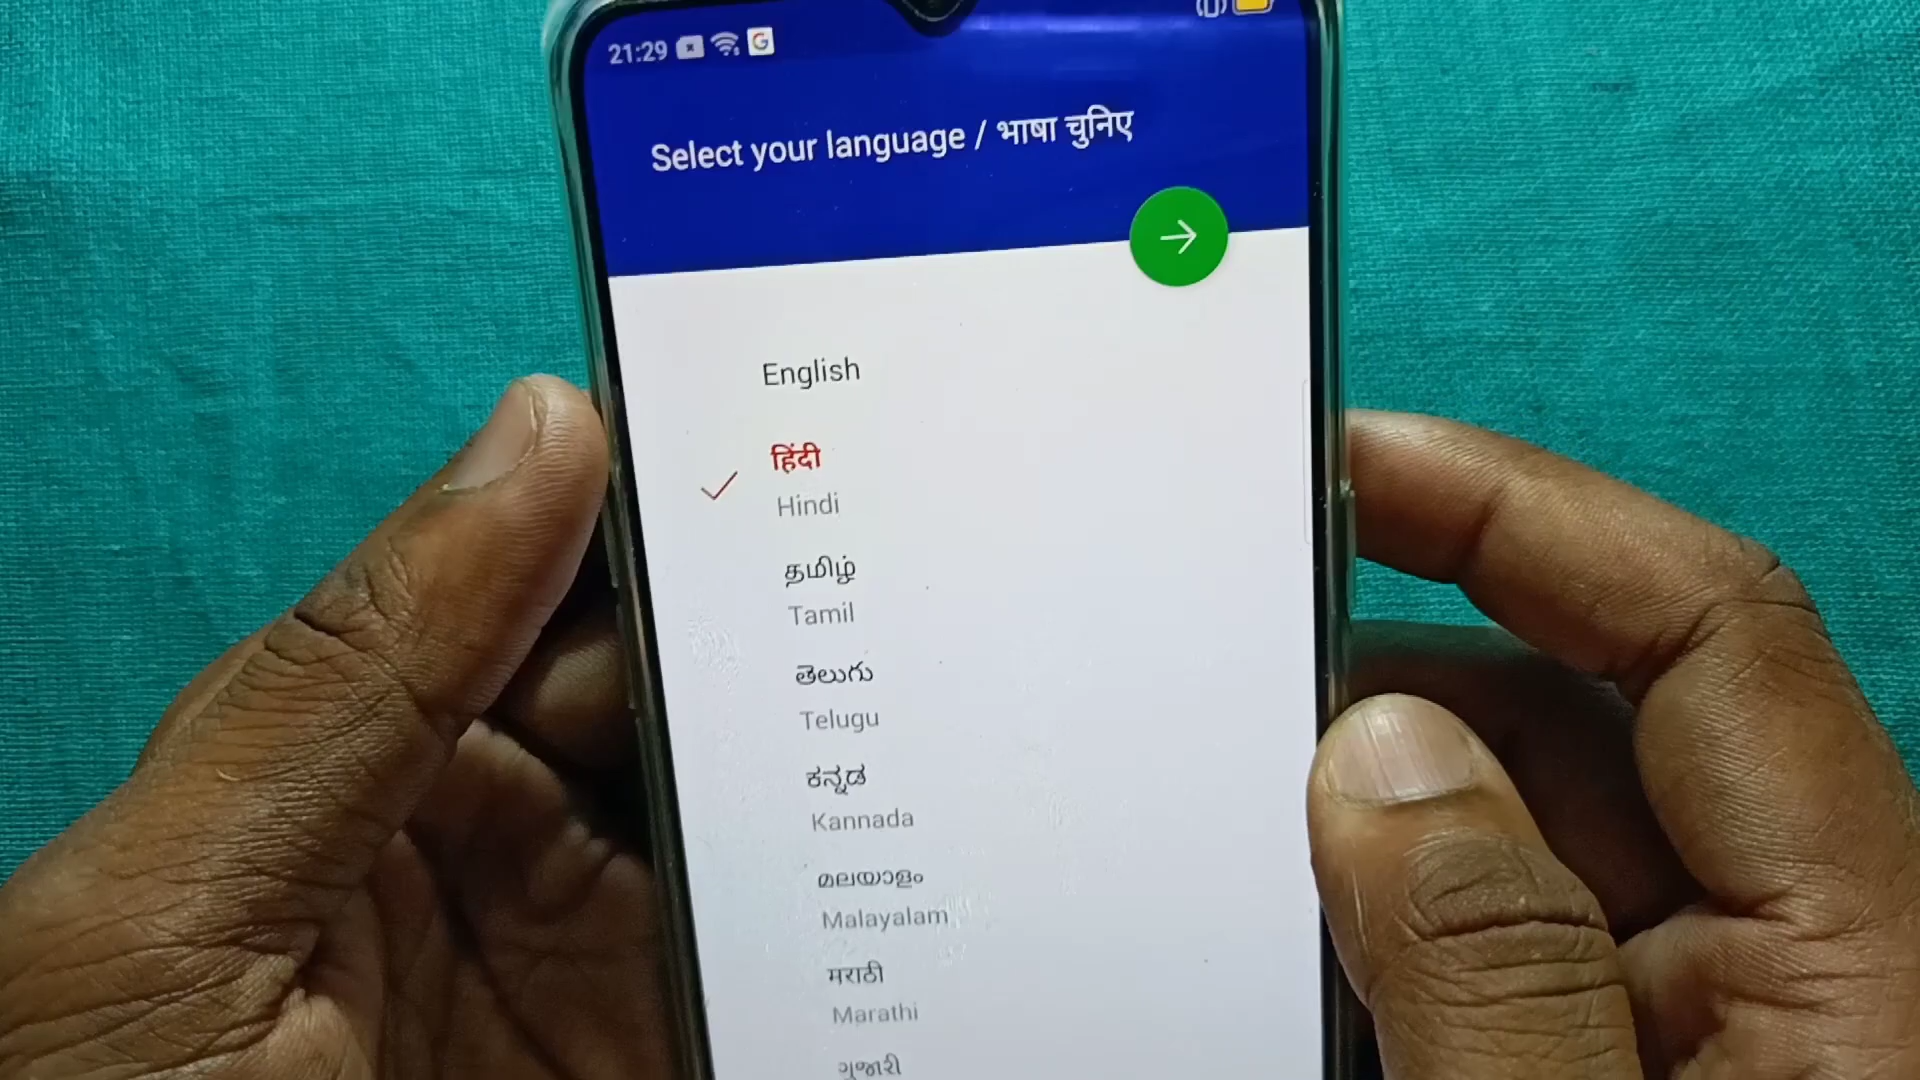 21:29
Select your language / भाषा चुनिए
English
हिंदी
Hindi
தமிழ்
Tamil
తెలుగు
Telugu
ಕನ್ನಡ
Kannada
മലയാളം
Malayalam
मराठी
Marathi
ગુજરાતી